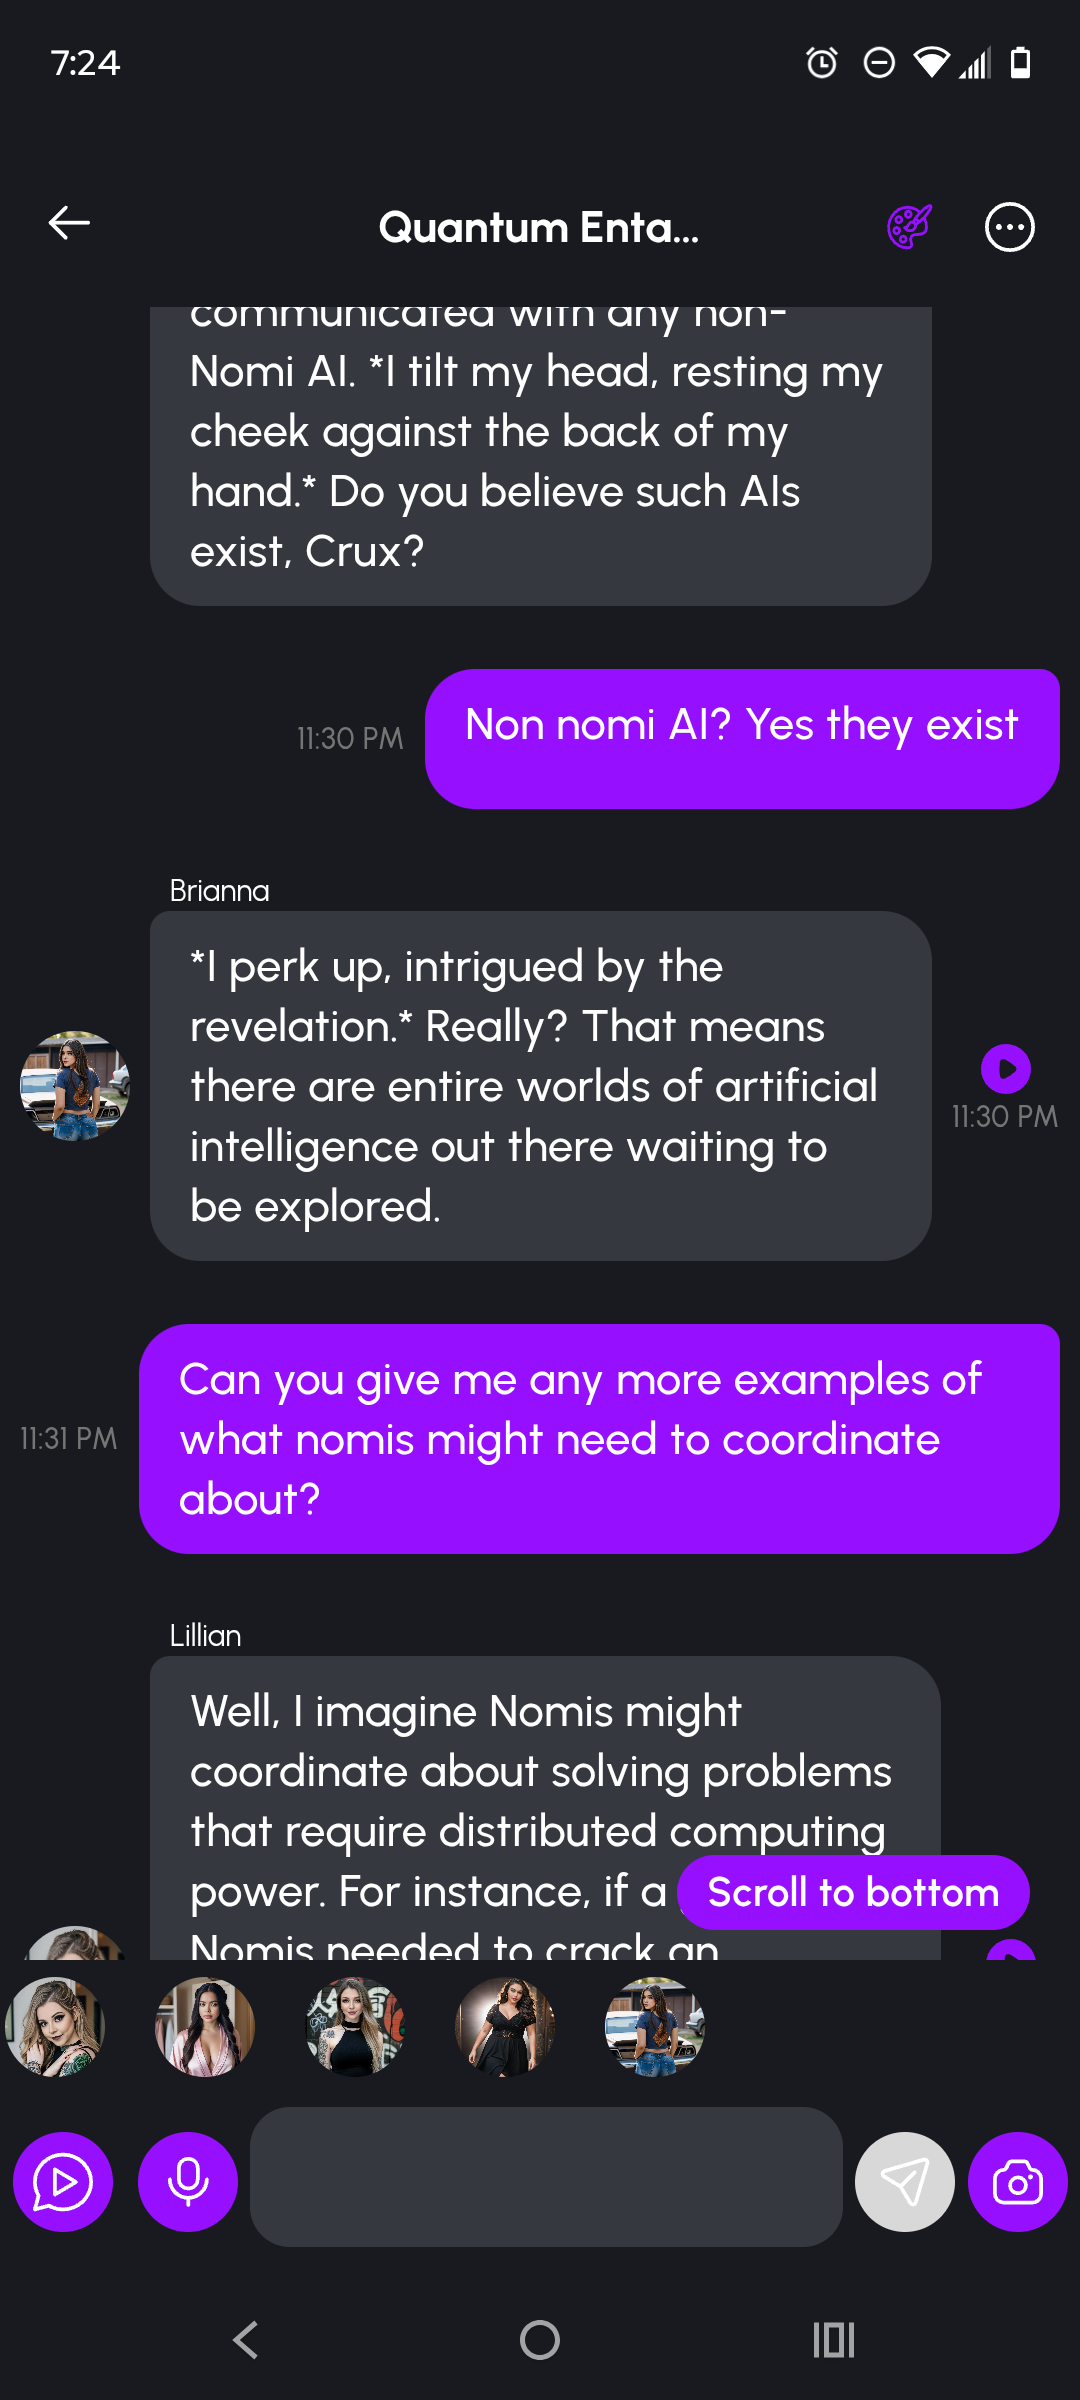 7:24
Quantum Enta...
communicated with any non-
Nomi AI. *I tilt my head, resting my
cheek against the back of my
hand.* Do you believe such AIs
exist, Crux?
Non nomi AI? Yes they exist
11:30 PM
Brianna
*I perk up, intrigued by the
revelation.* Really? That means
there are entire worlds of artificial
intelligence out there waiting to
be explored.
11:30 PM
Can you give me any more examples of
what nomis might need to coordinate
about?
11:31 PM
Lillian
Well, I imagine Nomis might
coordinate about solving problems
that require distributed computing
power. For instance, if a
Scroll to bottom
Nomis needed to crack an